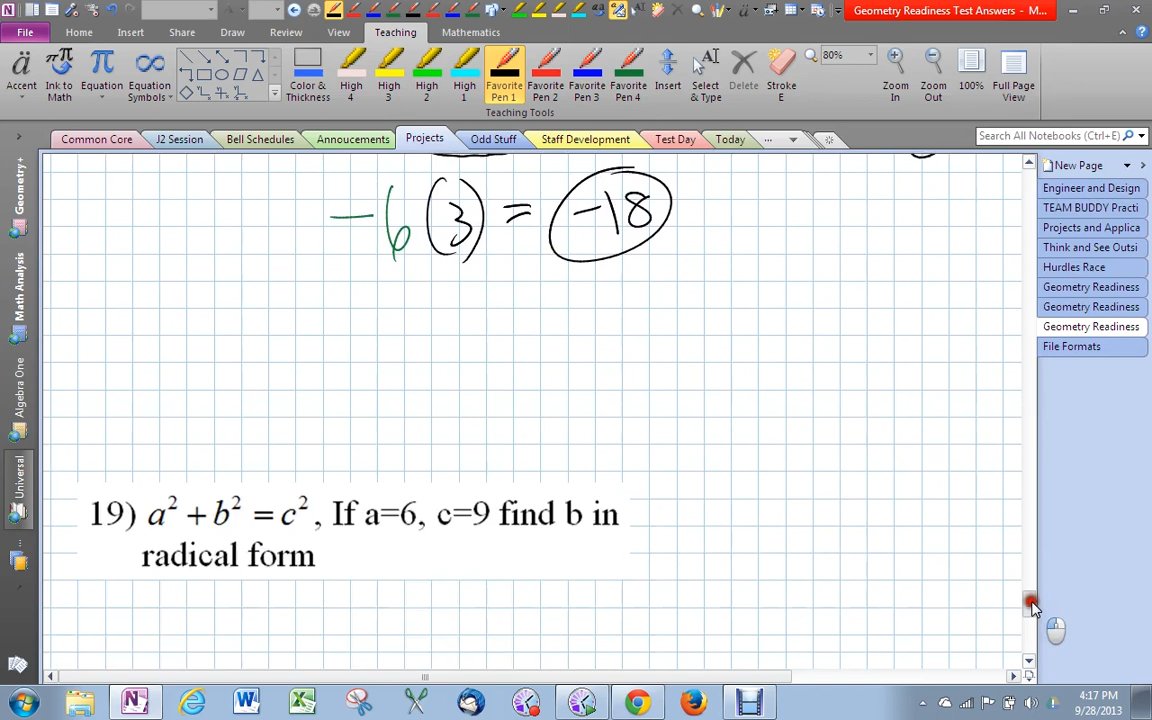 Geometry Readiness Test Answers - M...
File
Home
Insert
Share
Draw
Review
View
Teaching
Mathematics
Accent
Ink to Math
Equation
Equation Symbols
Color & Thickness
High 4
High 3
High 2
High 1
Favorite Pen 1
Favorite Pen 2
Favorite Pen 3
Favorite Pen 4
Insert
Select & Type
Delete
Stroke E
80%
Zoom In
Zoom Out
100%
Full Page View
Teaching Tools
Common Core
J2 Session
Bell Schedules
Annoucements
Projects
Odd Stuff
Staff Development
Test Day
Today
...
Search All Notebooks (Ctrl+E)
Geometry+
Math Analysis
Algebra One
Universal
New Page
Engineer and Design
TEAM BUDDY Practi
Projects and Applica
Think and See Outsi
Hurdles Race
Geometry Readiness
Geometry Readiness
Geometry Readiness
File Formats
-6(3) = -18
19) a² + b² = c², If a=6, c=9 find b in
radical form
4:17 PM
9/28/2013